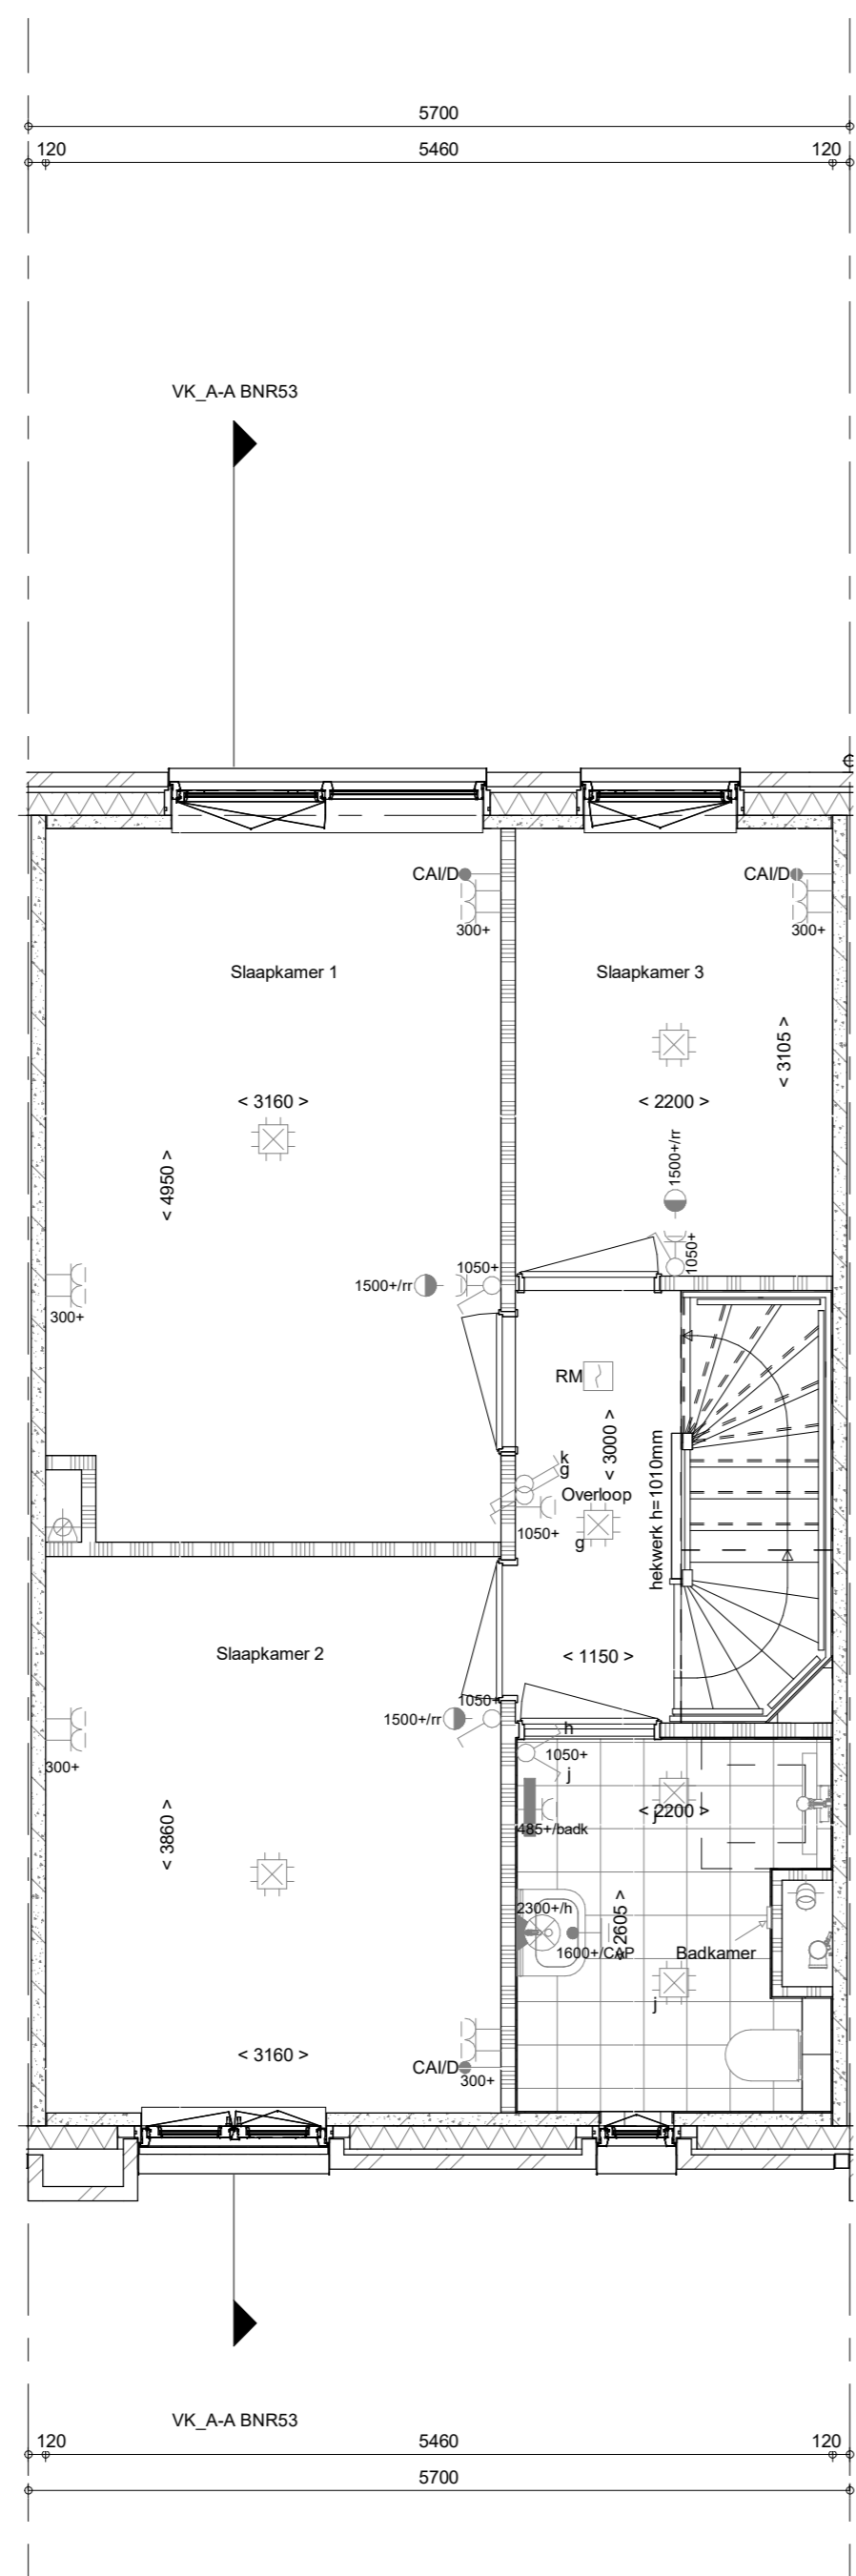 5700
120 5460 120
VK_A-A BNR53
CAI/D CAI/D
300+ 300+
Slaapkamer 1 Slaapkamer 3
< 3105 >
< 3160 > < 2200 >
1500+/rr
< 4950 >
1050+
1050+
1500+/rr
300+
RM
< 3000 >
hekwerk h=1010mm
k
g
Overloop
1050+
g
Slaapkamer 2
< 1150 >
1050+
1500+/rr
h
1050+
300+
j
< 2200 >
j
485+/badk
< 3860 >
2300+/h
< 2605 >
1600+/CAP
Badkamer
j
< 3160 >
CAI/D
300+
VK_A-A BNR53
120 5460 120
5700